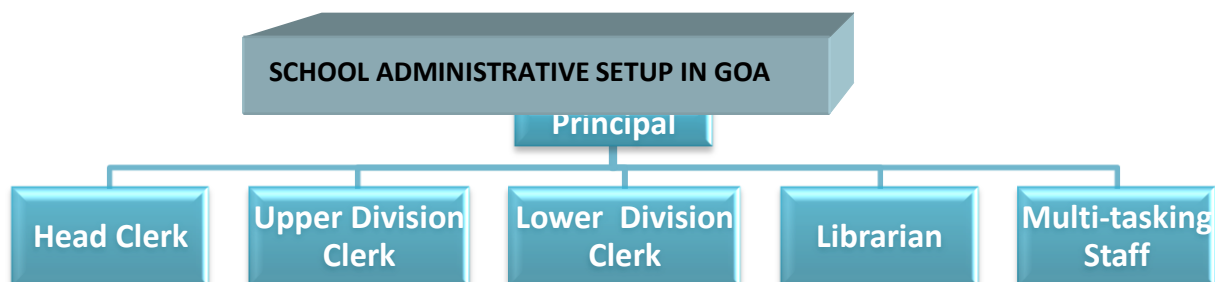 SCHOOL ADMINISTRATIVE SETUP IN GOA
Principal
Head Clerk
Upper Division
Clerk
Lower Division
Clerk
Librarian
Multi-tasking
Staff